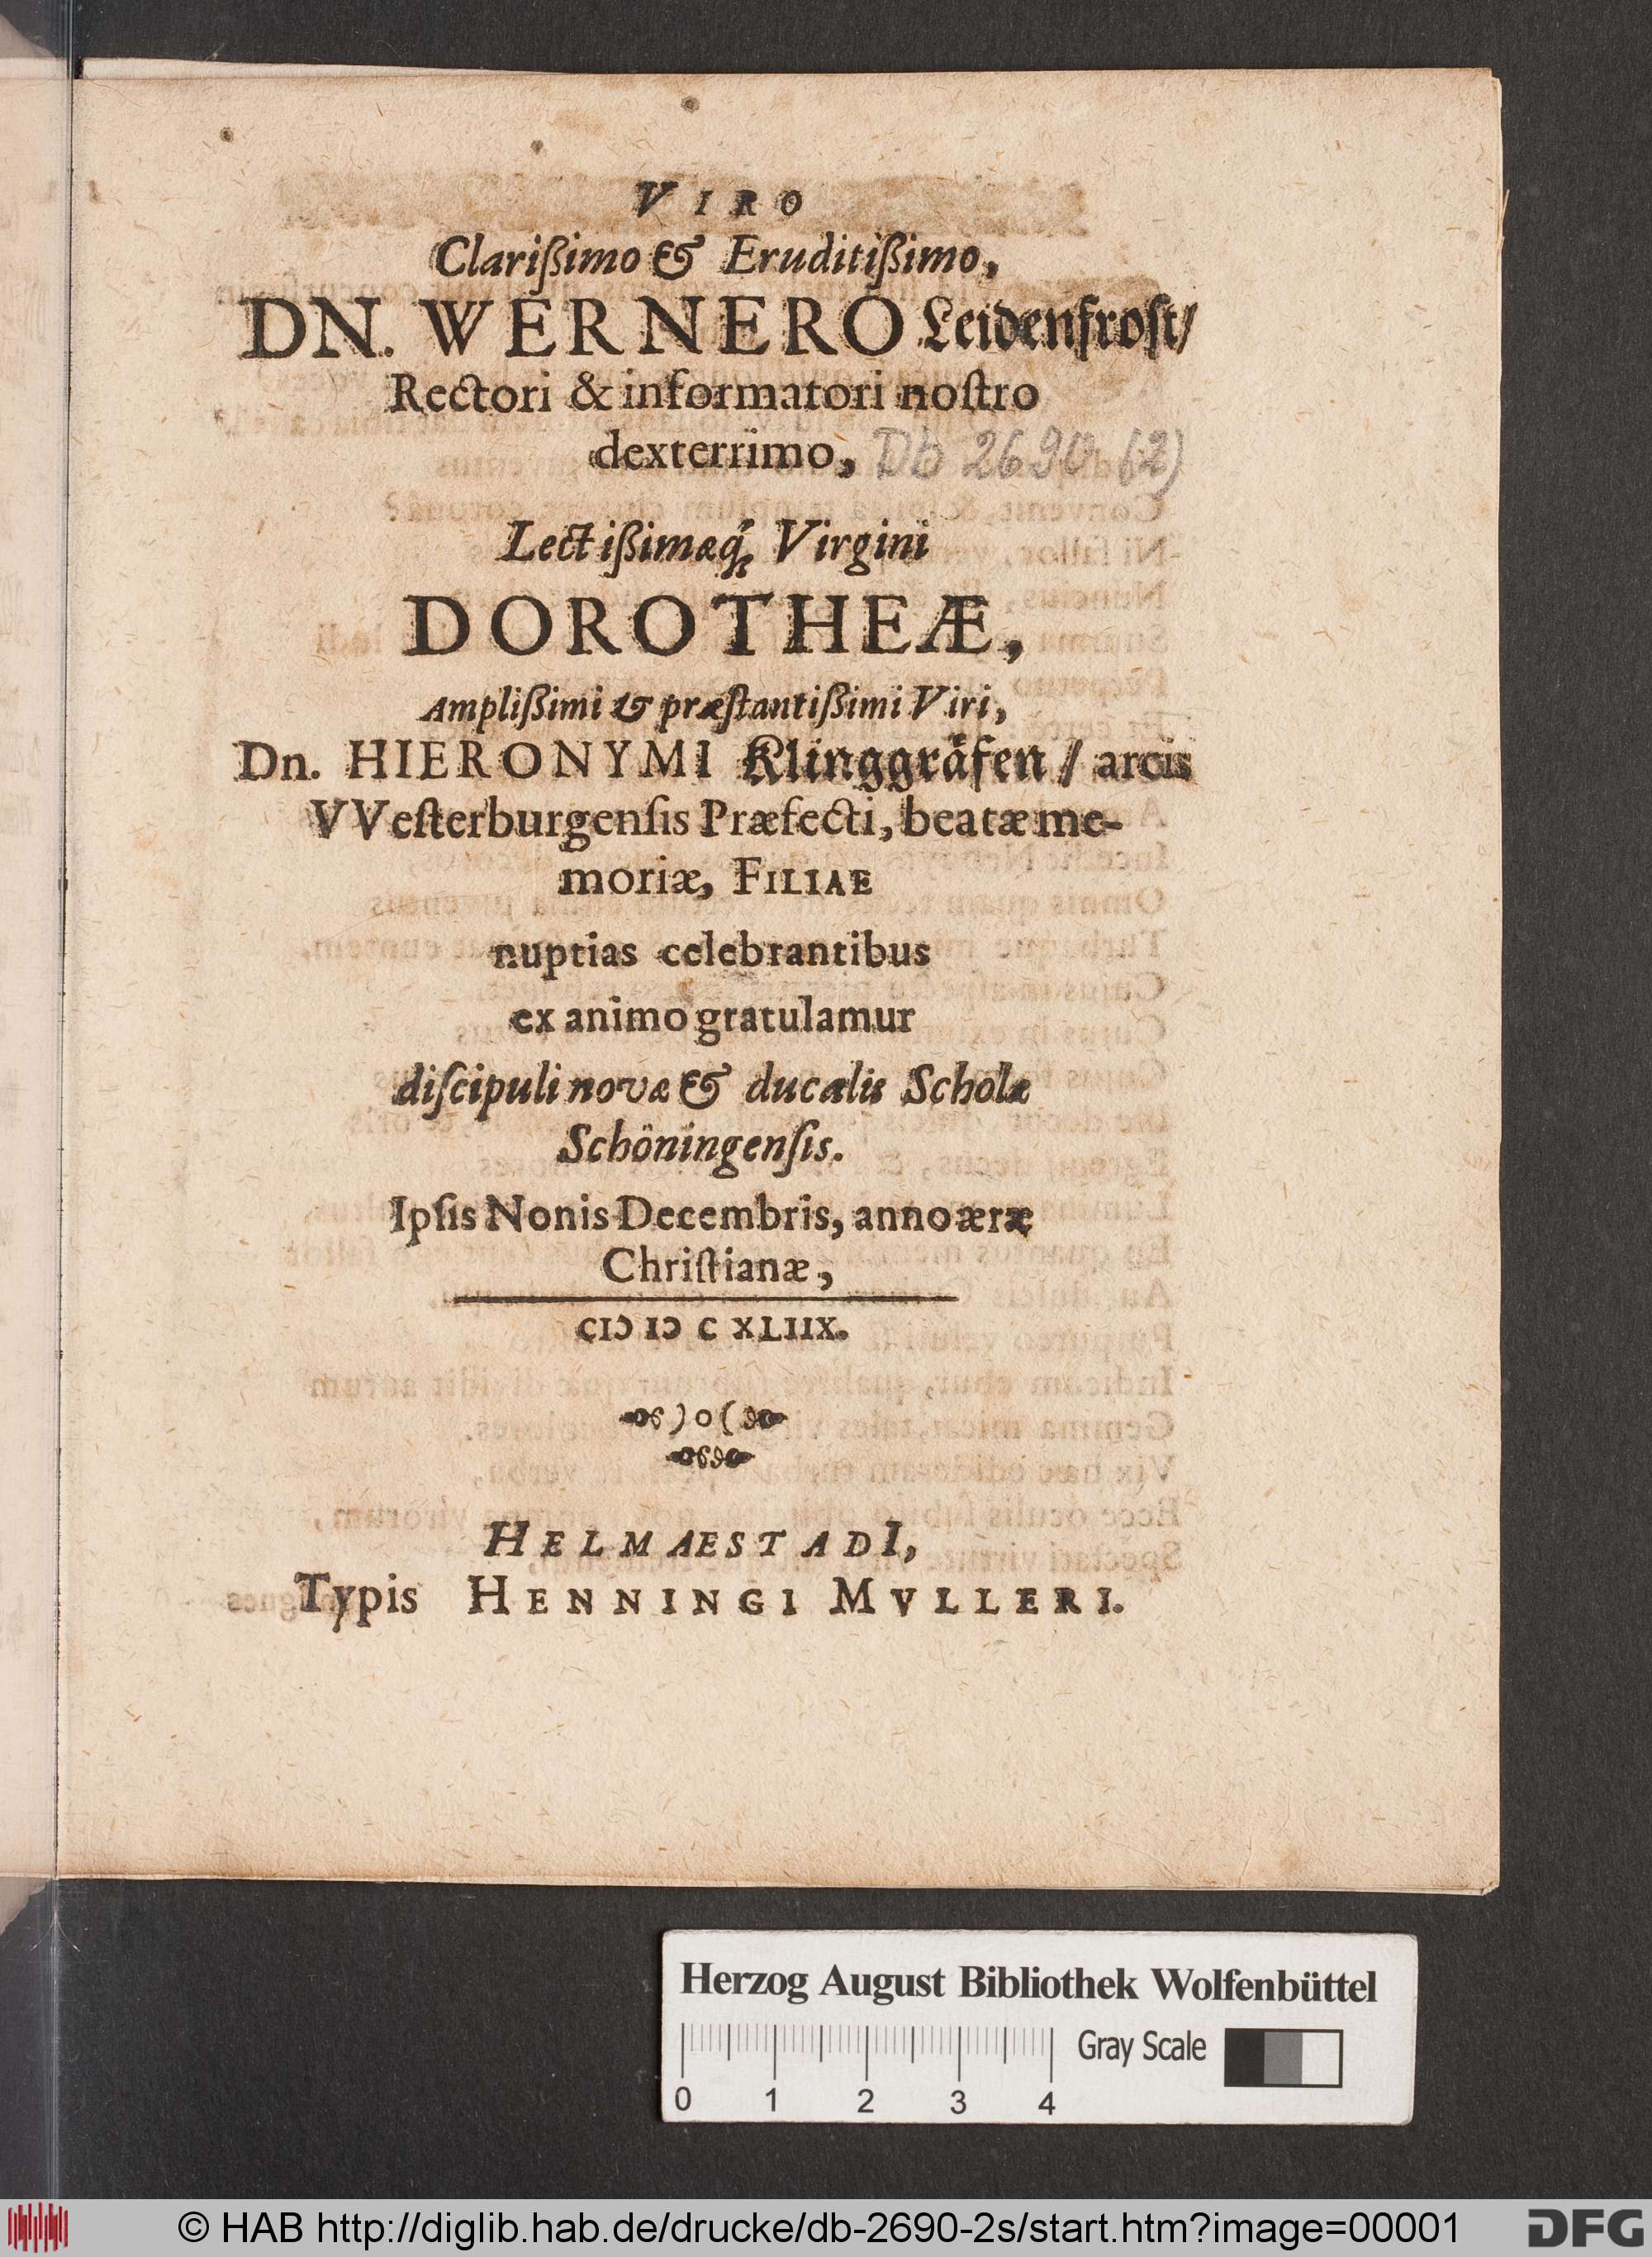 VIRO
Clarißimo & Eruditißimo,
DN. WERNERO Leidenfrost/
Rectori & informatori noſtro
dexterrimo, Db 2690 (2)
Lectißimæq́; Virgini
DOROTHEÆ,
Amplißimi & præſtantißimi Viri,
Dn. HIERONYMI Klinggräfen / arcis
VVeſterburgenſis Præfecti, beatæ me-
moriæ, FILIAE
nuptias celebrantibus
ex animo gratulamur
diſcipuli novæ & ducalis Scholæ
Schöningenſis.
Ipſis Nonis Decembris, anno æræ
Chriſtianæ,
CIↃ IↃ C XLIIX.
)o(
HELMAESTADI,
Typis HENNINGI MVLLERI.
Herzog August Bibliothek Wolfenbüttel
Gray Scale
0 1 2 3 4
© HAB http://diglib.hab.de/drucke/db-2690-2s/start.htm?image=00001
DFG